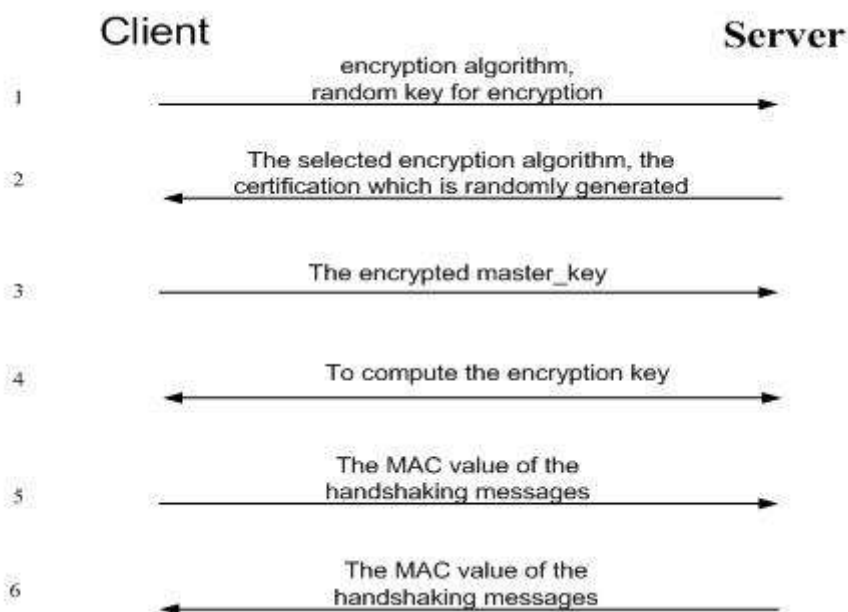 Client
Server
encryption algorithm,
1
random key for encryption
The selected encryption algorithm, the
2
certification which is randomly generated
The encrypted master_key
3
To compute the encryption key
4
The MAC value of the
5
handshaking messages
The MAC value of the
6
handshaking messages